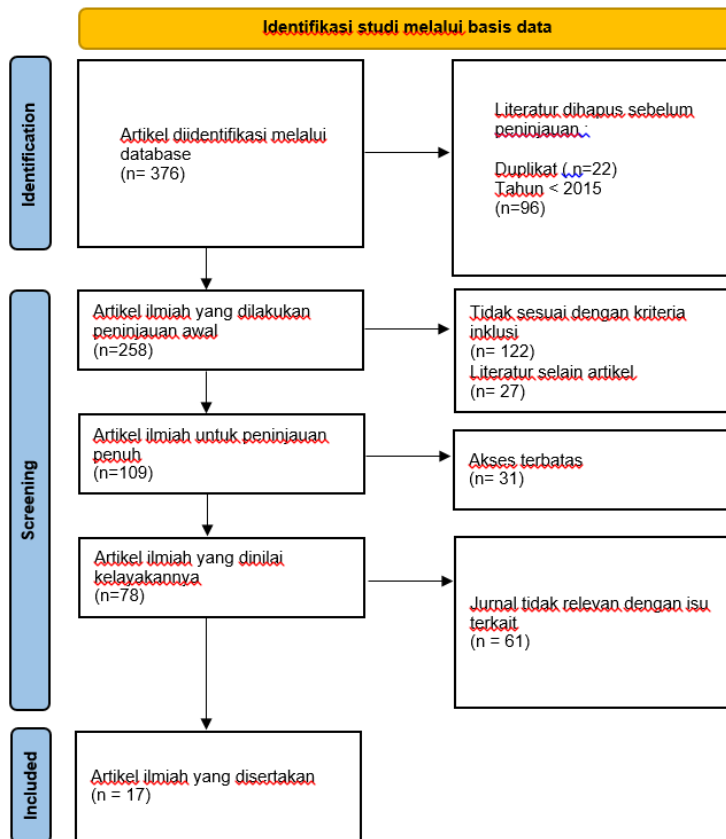 Identifikasi studi melalui basis data
Identification
Artikel diidentifikasi melalui
database
(n= 376)
Literatur dihapus sebelum
peninjauan :
Duplikat ( n=22)
Tahun < 2015
(n=96)
Screening
Artikel ilmiah yang dilakukan
peninjauan awal
(n=258)
Tidak sesuai dengan kriteria
inklusi
(n= 122)
Literatur selain artikel
(n= 27)
Artikel ilmiah untuk peninjauan
penuh
(n=109)
Akses terbatas
(n= 31)
Artikel ilmiah yang dinilai
kelayakannya
(n=78)
Jurnal tidak relevan dengan isu
terkait
(n = 61)
Included
Artikel ilmiah yang disertakan
(n = 17)